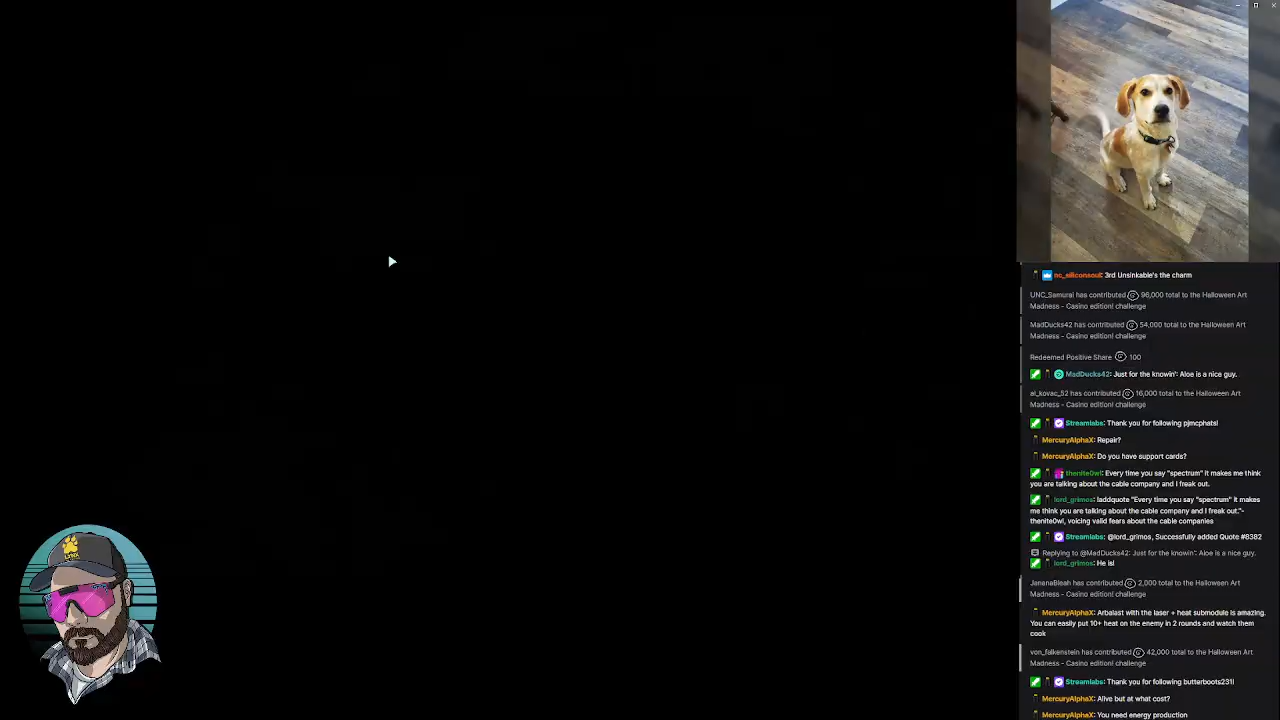 nc_siliconsoul: 3rd Unsinkable's the charm
UNC_Samurai has contributed 96,000 total to the Halloween Art
Madness - Casino edition! challenge
MadDucks42 has contributed 54,000 total to the Halloween Art
Madness - Casino edition! challenge
Redeemed Positive Share 100
MadDucks42: Just for the knowin': Aloe is a nice guy.
al_kovac_52 has contributed 16,000 total to the Halloween Art
Madness - Casino edition! challenge
Streamlabs: Thank you for following pjmcphats!
MercuryAlphaX: Repair?
MercuryAlphaX: Do you have support cards?
thenite0wl: Every time you say "spectrum" it makes me think
you are talking about the cable company and I freak out.
lord_grimos: !addquote "Every time you say "spectrum" it makes
me think you are talking about the cable company and I freak out."-
thenite0wl, voicing valid fears about the cable companies
Streamlabs: @lord_grimos, Successfully added Quote #8382
Replying to @MadDucks42: Just for the knowin': Aloe is a nice guy.
lord_grimos: He is!
JananaBleah has contributed 2,000 total to the Halloween Art
Madness - Casino edition! challenge
MercuryAlphaX: Arbalast with the laser + heat submodule is amazing.
You can easily put 10+ heat on the enemy in 2 rounds and watch them
cook
von_falkenstein has contributed 42,000 total to the Halloween Art
Madness - Casino edition! challenge
Streamlabs: Thank you for following butterboots231!
MercuryAlphaX: Alive but at what cost?
MercuryAlphaX: You need energy production
LYNX